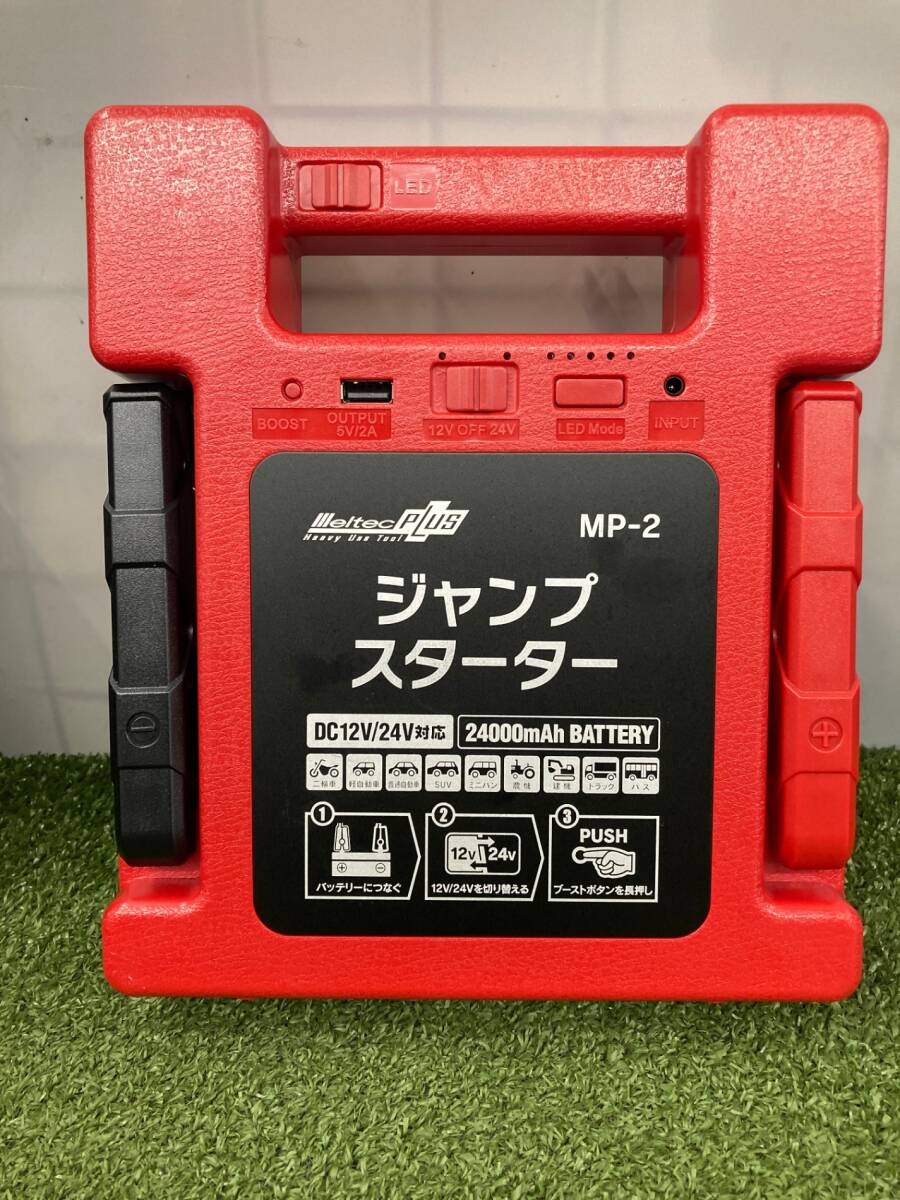 LED
BOOST
OUTPUT
5V/2A
12V OFF 24V
LED Mode
INPUT
Meltec PLUS
Heavy Use Tool
MP-2
ジャンプ
スターター
DC12V/24V対応
24000mAh BATTERY
二輪車 軽自動車 普通自動車 SUV ミニバン 農機 建機 トラック バス
1
バッテリーにつなぐ
2
12V 24V
12V/24Vを切り替える
3
PUSH
ブーストボタンを長押し